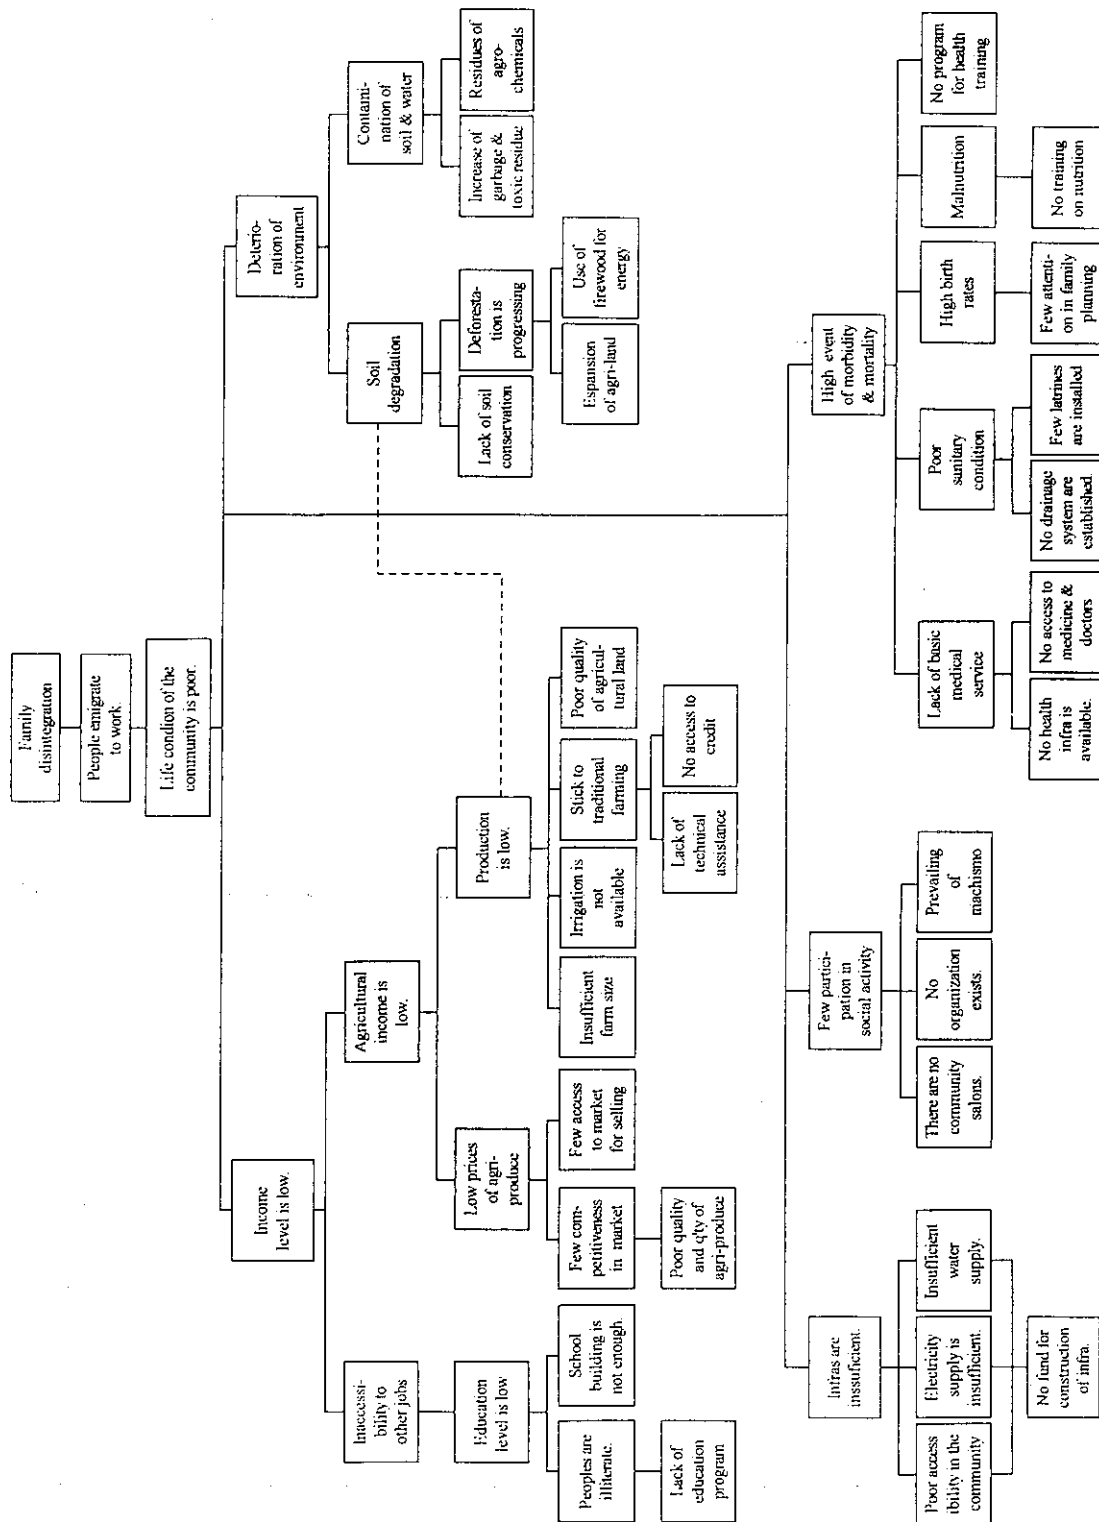 Family
disintegration
People emigrate
to work.
Life condion of the
community is poor.
Income
level is low.
Deterio-
ration of
environment
Inaccessi-
bility to
other jobs
Agricultural
income is
low.
Soil
degradation
Contami-
nation of
soil & water
Education
level is low
Low prices
of agri-
produce
Production
is low.
Lack of soil
conservation
Deforesta-
tion is
progressing
Increase of
garbage &
toxic residue
Residues of
agro-
chemicals
Peoples are
illiterate.
School
building is
not enough.
Few com-
petitiveness
in market
Few access
to market
for selling
Insufficient
farm size
Irrigation is
not
available
Stick to
traditional
farming
Poor quality
of agricul-
tural land
Espansion
of agri-land
Use of
firewood for
energy
Lack of
education
program
Poor quality
and q'ty of
agri-produce
Lack of
technical
assistance
No access to
credit
Infras are
inssuficient.
Few partici-
pation in
social activity
High event
of morbidity
& mortality
Poor access
ibility in the
community
Electricity
supply is
insufficient.
Insufficient
water
supply.
There are no
community
salons.
No
organization
exists.
Prevailing
of
machismo
Lack of basic
medical
service
Poor
sanitary
condition
High birth
rates
Malnutrition
No program
for health
training
No fund for
construction
of infra.
No health
infra is
available.
No access to
medicine &
doctors
No drainage
system are
established.
Few latrines
are installed
Few attenti-
on in family
planning
No training
on nutrition